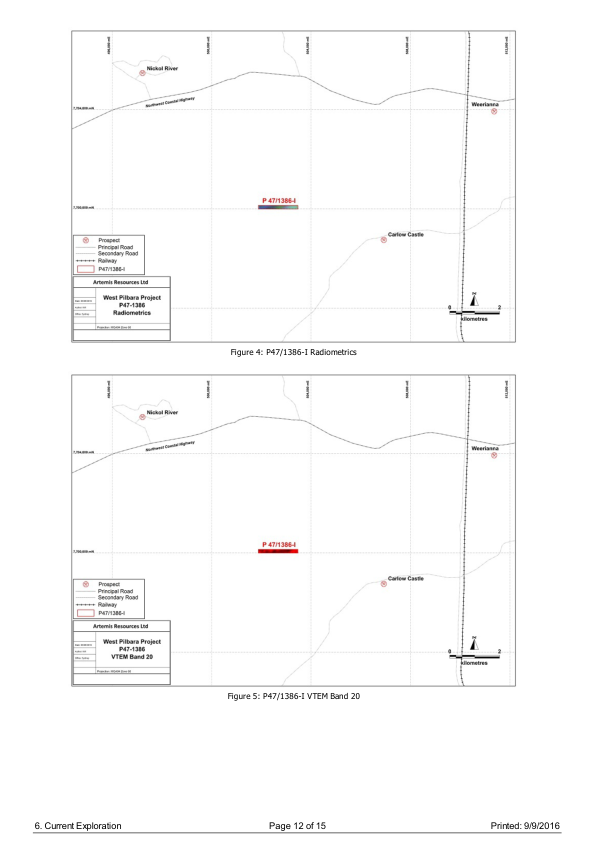 Nickol River
Northwest Coastal Highway
Weerianna
P 47/1386-I
Carlow Castle
Prospect
Principal Road
Secondary Road
Railway
P47/1386-I
Artemis Resources Ltd
West Pilbara Project
P47-1386
Radiometrics
N
0 2
kilometres
Figure 4: P47/1386-I Radiometrics
Nickol River
Northwest Coastal Highway
Weerianna
P 47/1386-I
Carlow Castle
Prospect
Principal Road
Secondary Road
Railway
P47/1386-I
Artemis Resources Ltd
West Pilbara Project
P47-1386
VTEM Band 20
N
0 2
kilometres
Figure 5: P47/1386-I VTEM Band 20
6. Current Exploration Page 12 of 15 Printed: 9/9/2016